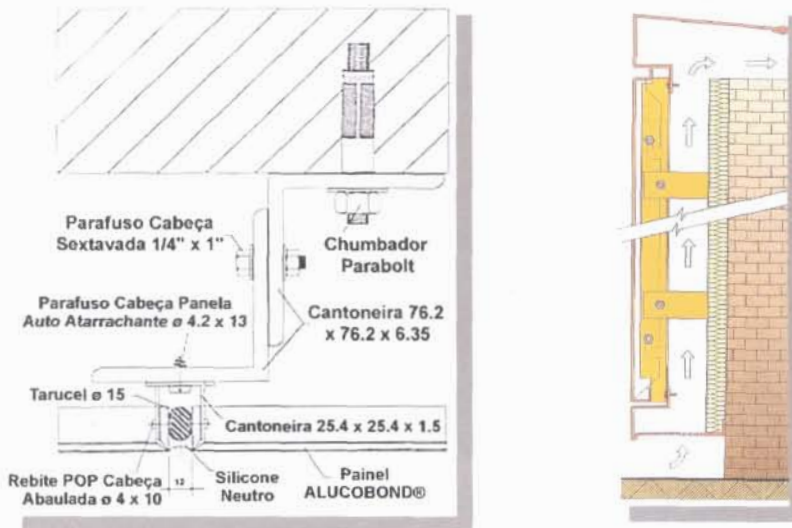 Parafuso Cabeça
Sextavada 1/4" x 1"
Chumbador
Parabolt
Parafuso Cabeça Panela
Auto Atarrachante ø 4.2 x 13
Cantoneira 76.2
x 76.2 x 6.35
Tarucel ø 15
Cantoneira 25.4 x 25.4 x 1.5
Rebite POP Cabeça
Abaulada ø 4 x 10
12
Silicone
Neutro
Painel
ALUCOBOND®